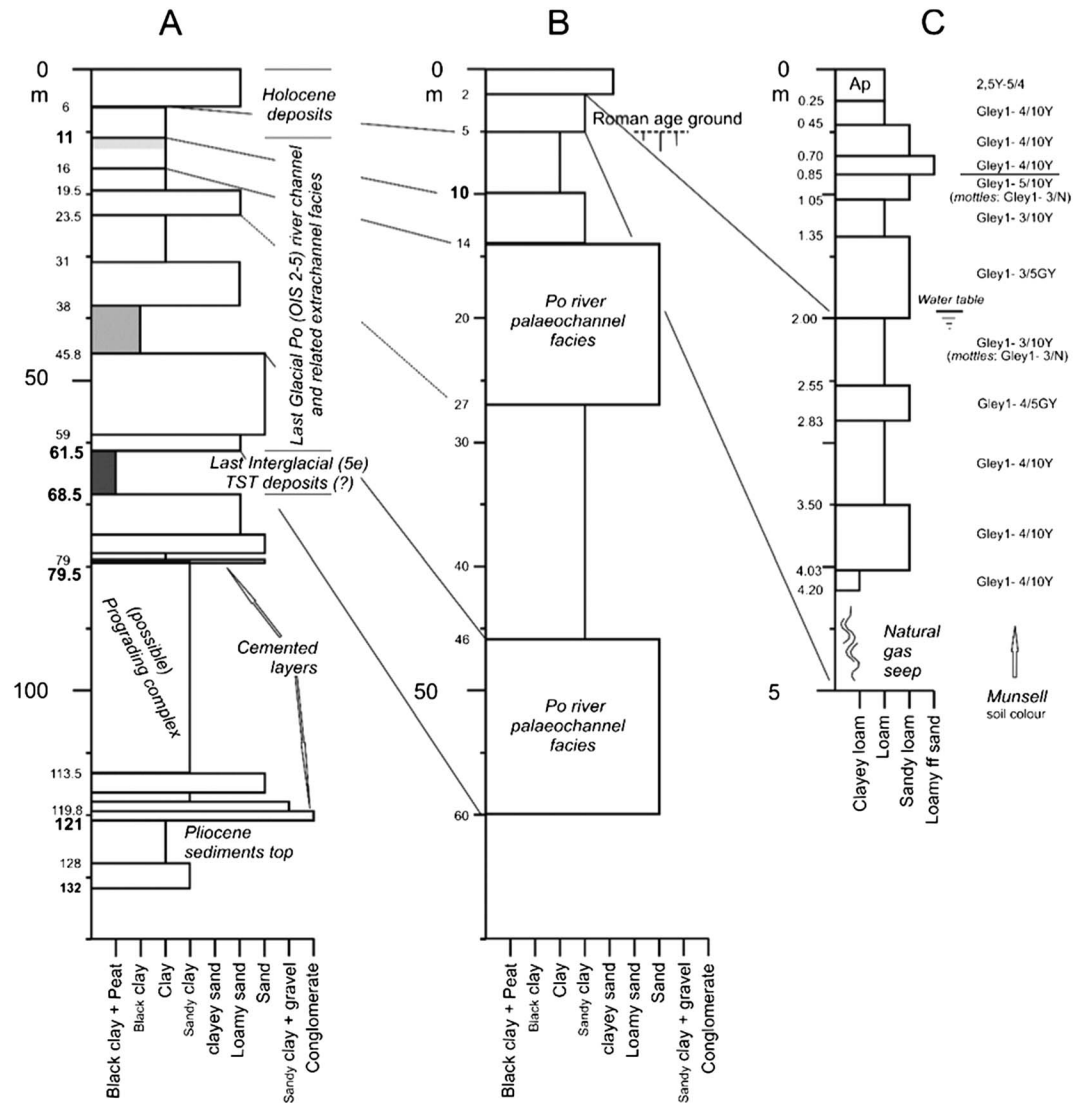 A
B
C
0
m
6
11
16
19.5
23.5
31
38
45.8
50
59
61.5
68.5
79
79.5
100
113.5
119.8
121
128
132
Holocene
deposits
Last Glacial Po (OIS 2-5) river channel
and related extrachannel facies
Last Interglacial (5e)
TST deposits (?)
(possible)
Prograding complex
Cemented
layers
Pliocene
sediments top
Black clay + Peat
Black clay
Clay
Sandy clay
clayey sand
Loamy sand
Sand
Sandy clay + gravel
Conglomerate
0
m
2
5
10
14
20
27
30
40
46
50
60
Roman age ground
Po river
palaeochannel
facies
Po river
palaeochannel
facies
Black clay + Peat
Black clay
Clay
Sandy clay
clayey sand
Loamy sand
Sand
Sandy clay + gravel
Conglomerate
0
m
Ap
0.25
0.45
0.70
0.85
1.05
1.35
2.00
2.55
2.83
3.50
4.03
4.20
5
2,5Y-5/4
Gley1- 4/10Y
Gley1- 4/10Y
Gley1- 4/10Y
Gley1- 5/10Y
(mottles: Gley1- 3/N)
Gley1- 3/10Y
Gley1- 3/5GY
Water table
Gley1- 3/10Y
(mottles: Gley1- 3/N)
Gley1- 4/5GY
Gley1- 4/10Y
Gley1- 4/10Y
Gley1- 4/10Y
Natural
gas
seep
Munsell
soil colour
Clayey loam
Loam
Sandy loam
Loamy ff sand